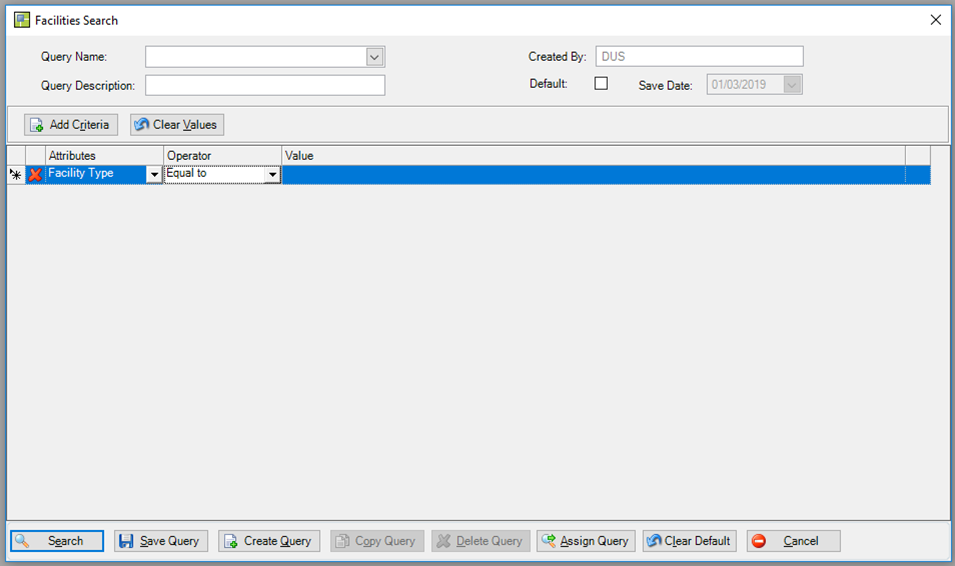 Facilities Search
Query Name:
Created By: DUS
Query Description:
Default:
Save Date: 01/03/2019
Add Criteria Clear Values
Attributes Operator Value
Facility Type Equal to
Search Save Query Create Query Copy Query Delete Query Assign Query Clear Default Cancel